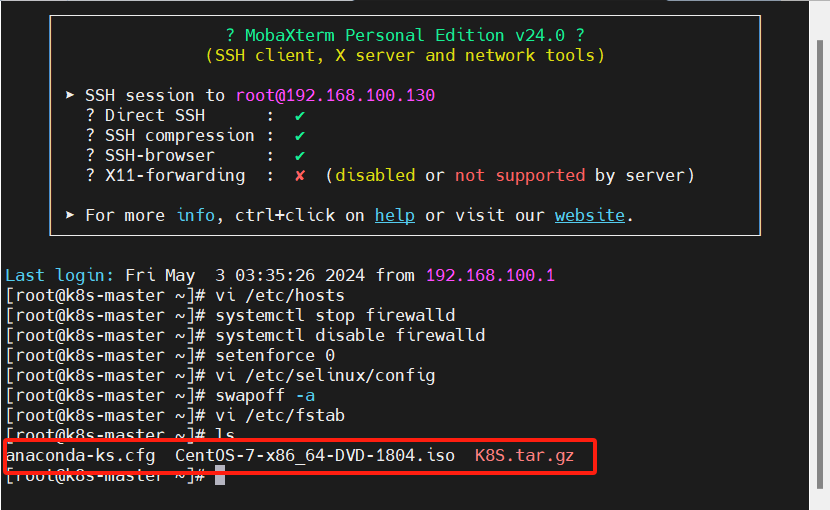 ? MobaXterm Personal Edition v24.0 ?
(SSH client, X server and network tools)
➤ SSH session to root@192.168.100.130
? Direct SSH : ✔
? SSH compression : ✔
? SSH-browser : ✔
? X11-forwarding : ✘ (disabled or not supported by server)
➤ For more info, ctrl+click on help or visit our website.
Last login: Fri May 3 03:35:26 2024 from 192.168.100.1
[root@k8s-master ~]# vi /etc/hosts
[root@k8s-master ~]# systemctl stop firewalld
[root@k8s-master ~]# systemctl disable firewalld
[root@k8s-master ~]# setenforce 0
[root@k8s-master ~]# vi /etc/selinux/config
[root@k8s-master ~]# swapoff -a
[root@k8s-master ~]# vi /etc/fstab
[root@k8s-master ~]# ls
anaconda-ks.cfg CentOS-7-x86_64-DVD-1804.iso K8S.tar.gz
[root@k8s-master ~]#